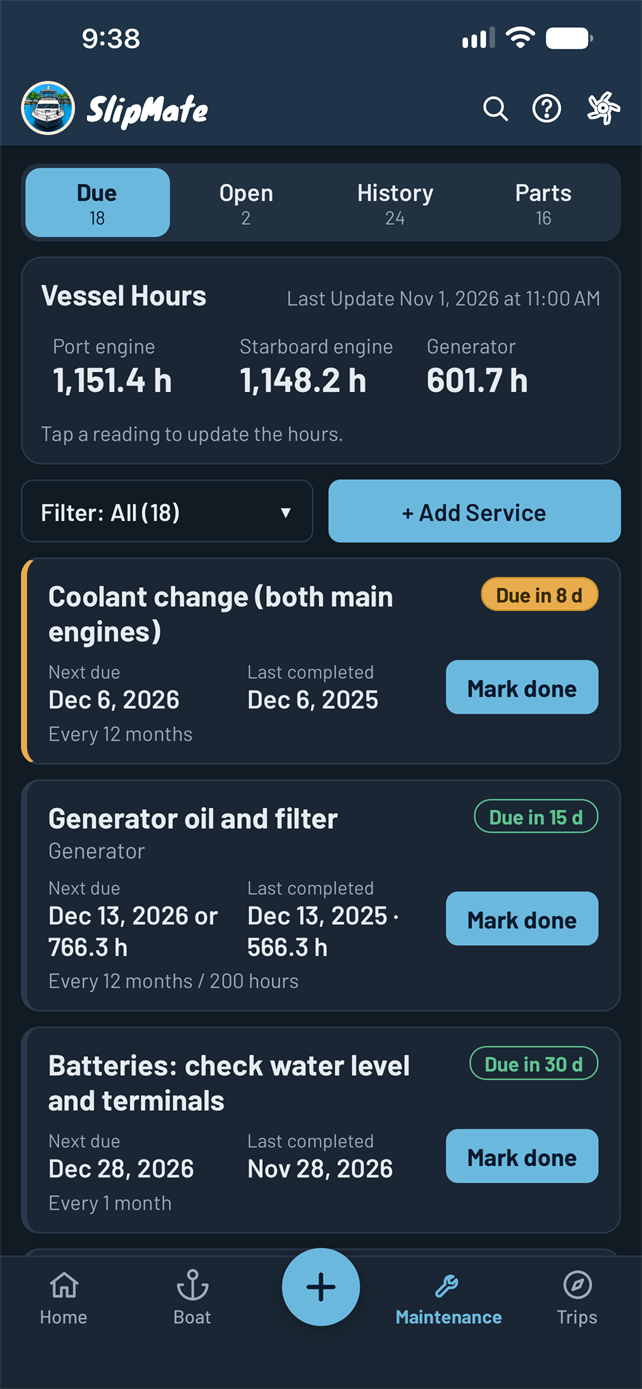 9:38
SlipMate
Due
18
Open
2
History
24
Parts
16
Vessel Hours
Last Update Nov 1, 2026 at 11:00 AM
Port engine
1,151.4 h
Starboard engine
1,148.2 h
Generator
601.7 h
Tap a reading to update the hours.
Filter: All (18) ▼
+ Add Service
Coolant change (both main
engines)
Due in 8 d
Next due
Dec 6, 2026
Last completed
Dec 6, 2025
Every 12 months
Mark done
Generator oil and filter
Due in 15 d
Generator
Next due
Dec 13, 2026 or
766.3 h
Last completed
Dec 13, 2025 ·
566.3 h
Every 12 months / 200 hours
Mark done
Batteries: check water level
and terminals
Due in 30 d
Next due
Dec 28, 2026
Last completed
Nov 28, 2026
Every 1 month
Mark done
Home
Boat
+
Maintenance
Trips